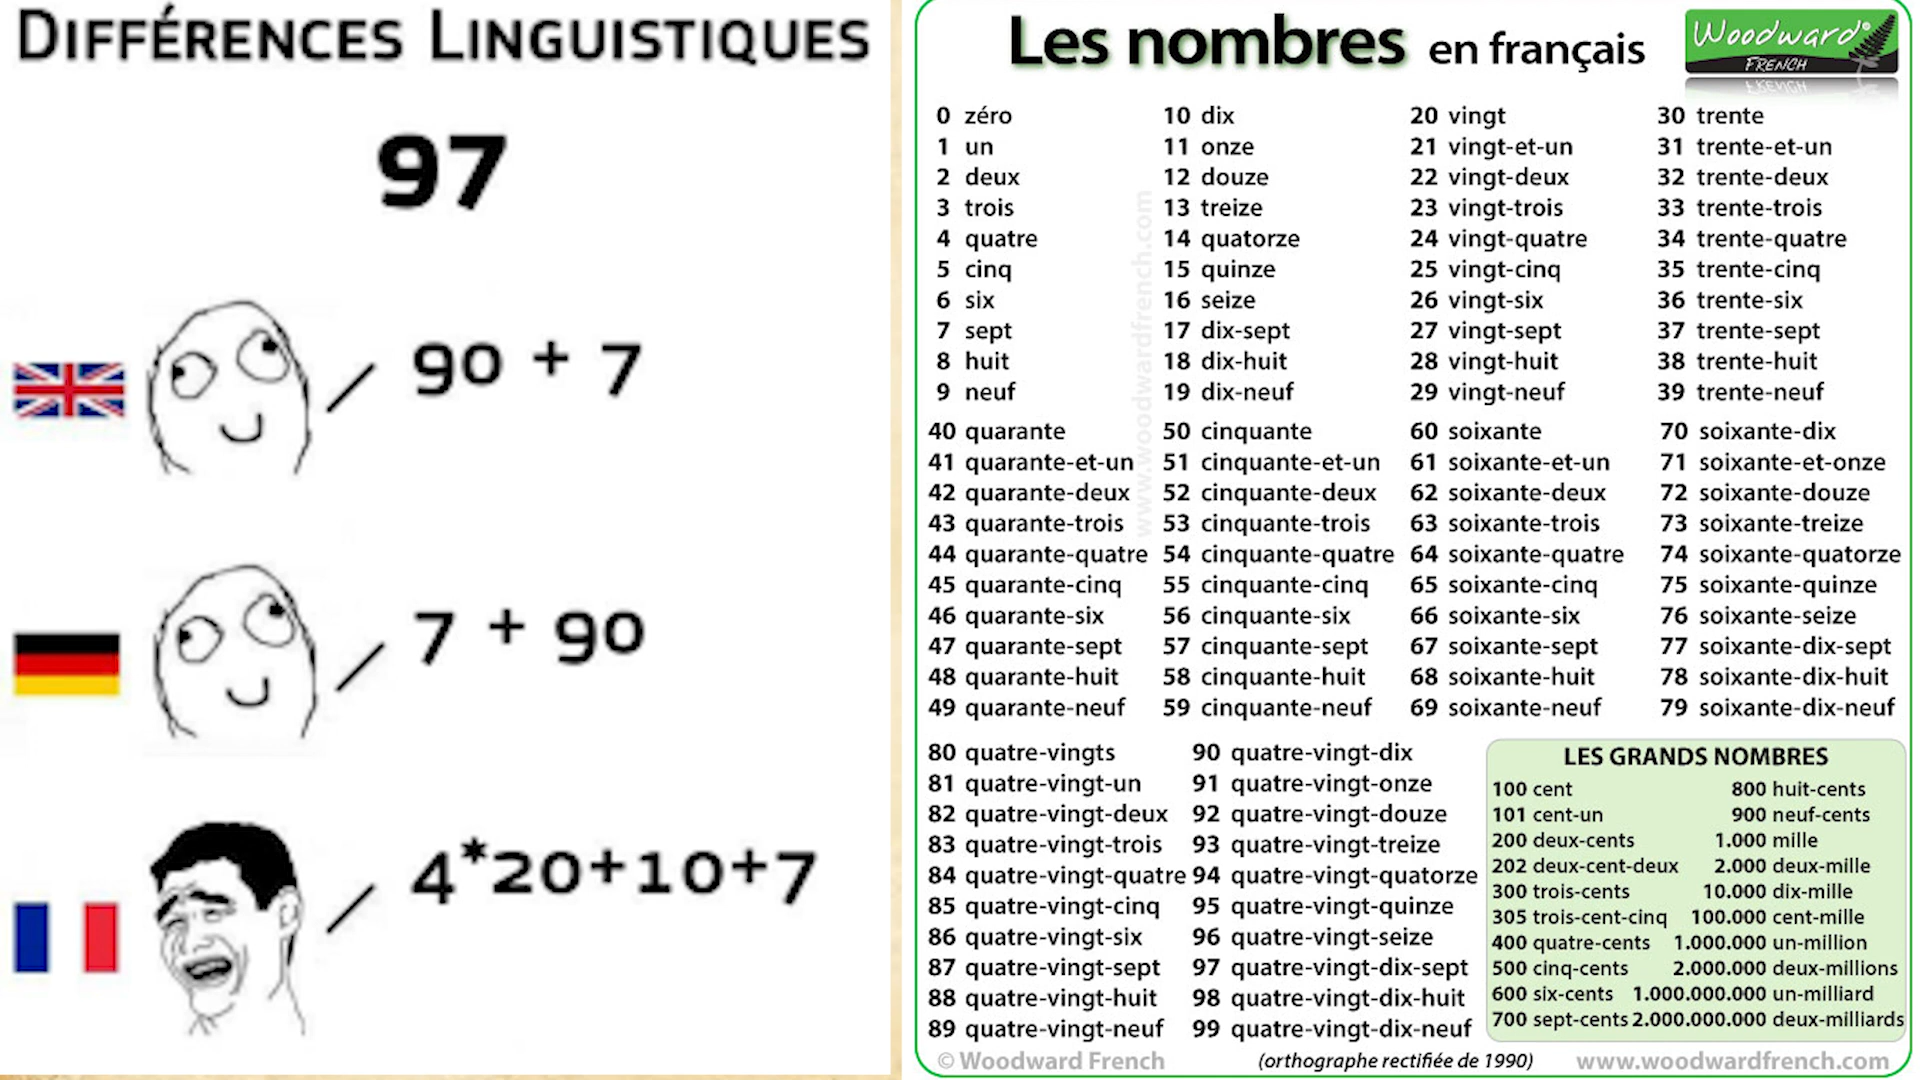 DIFFÉRENCES LINGUISTIQUES
97
90 + 7
7 + 90
4*20+10+7
Les nombres en français
Woodward®
FRENCH
0 zéro
1 un
2 deux
3 trois
4 quatre
5 cinq
6 six
7 sept
8 huit
9 neuf
10 dix
11 onze
12 douze
13 treize
14 quatorze
15 quinze
16 seize
17 dix-sept
18 dix-huit
19 dix-neuf
20 vingt
21 vingt-et-un
22 vingt-deux
23 vingt-trois
24 vingt-quatre
25 vingt-cinq
26 vingt-six
27 vingt-sept
28 vingt-huit
29 vingt-neuf
30 trente
31 trente-et-un
32 trente-deux
33 trente-trois
34 trente-quatre
35 trente-cinq
36 trente-six
37 trente-sept
38 trente-huit
39 trente-neuf
40 quarante
41 quarante-et-un
42 quarante-deux
43 quarante-trois
44 quarante-quatre
45 quarante-cinq
46 quarante-six
47 quarante-sept
48 quarante-huit
49 quarante-neuf
50 cinquante
51 cinquante-et-un
52 cinquante-deux
53 cinquante-trois
54 cinquante-quatre
55 cinquante-cinq
56 cinquante-six
57 cinquante-sept
58 cinquante-huit
59 cinquante-neuf
60 soixante
61 soixante-et-un
62 soixante-deux
63 soixante-trois
64 soixante-quatre
65 soixante-cinq
66 soixante-six
67 soixante-sept
68 soixante-huit
69 soixante-neuf
70 soixante-dix
71 soixante-et-onze
72 soixante-douze
73 soixante-treize
74 soixante-quatorze
75 soixante-quinze
76 soixante-seize
77 soixante-dix-sept
78 soixante-dix-huit
79 soixante-dix-neuf
80 quatre-vingts
81 quatre-vingt-un
82 quatre-vingt-deux
83 quatre-vingt-trois
84 quatre-vingt-quatre
85 quatre-vingt-cinq
86 quatre-vingt-six
87 quatre-vingt-sept
88 quatre-vingt-huit
89 quatre-vingt-neuf
90 quatre-vingt-dix
91 quatre-vingt-onze
92 quatre-vingt-douze
93 quatre-vingt-treize
94 quatre-vingt-quatorze
95 quatre-vingt-quinze
96 quatre-vingt-seize
97 quatre-vingt-dix-sept
98 quatre-vingt-dix-huit
99 quatre-vingt-dix-neuf
LES GRANDS NOMBRES
100 cent
101 cent-un
200 deux-cents
202 deux-cent-deux
300 trois-cents
305 trois-cent-cinq
400 quatre-cents
500 cinq-cents
600 six-cents
700 sept-cents
800 huit-cents
900 neuf-cents
1.000 mille
2.000 deux-mille
10.000 dix-mille
100.000 cent-mille
1.000.000 un-million
2.000.000 deux-millions
1.000.000.000 un-milliard
2.000.000.000 deux-milliards
www.woodwardfrench.com
© Woodward French
(orthographe rectifiée de 1990)
www.woodwardfrench.com